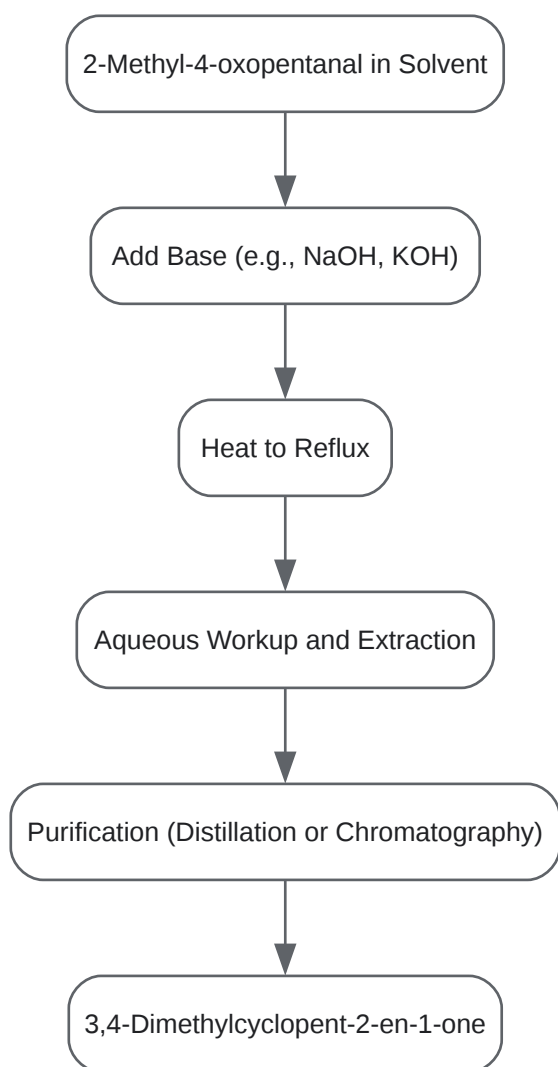 2-Methyl-4-oxopentanal in Solvent
Add Base (e.g., NaOH, KOH)
Heat to Reflux
Aqueous Workup and Extraction
Purification (Distillation or Chromatography)
3,4-Dimethylcyclopent-2-en-1-one